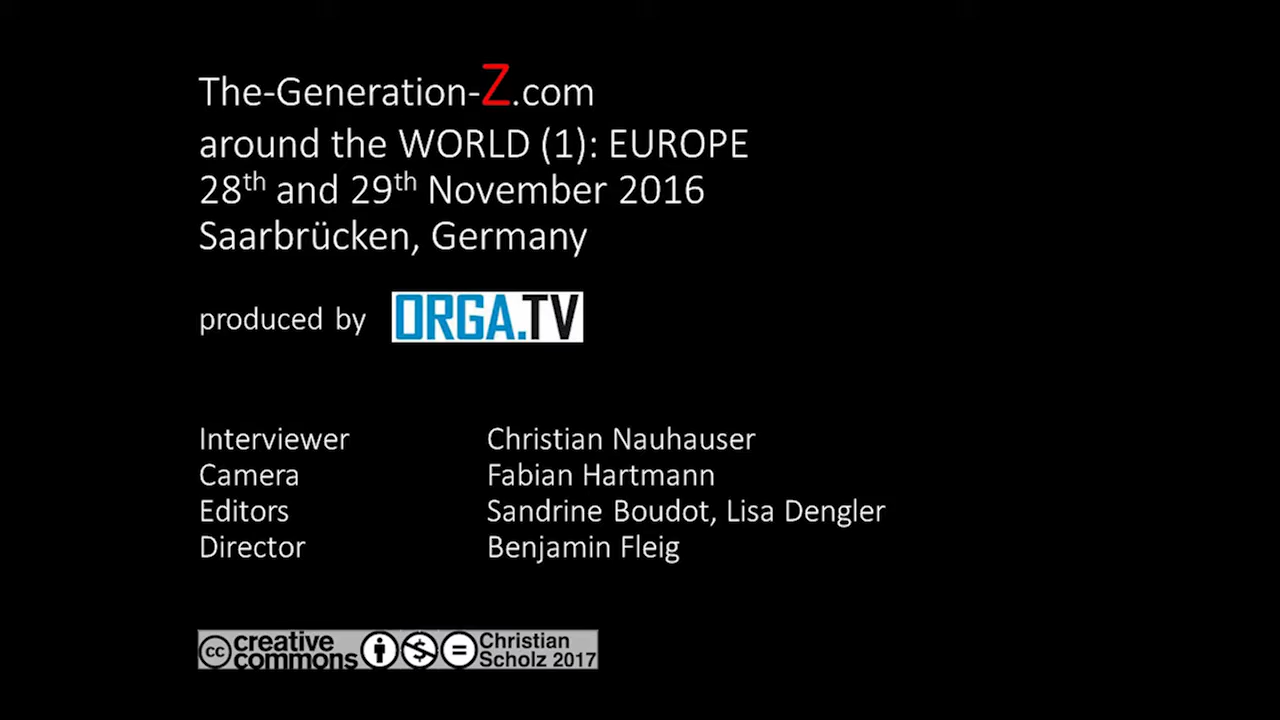 The-Generation-Z.com
around the WORLD (1): EUROPE
28th and 29th November 2016
Saarbrücken, Germany
produced by ORGA.TV
Interviewer Christian Nauhauser
Camera Fabian Hartmann
Editors Sandrine Boudot, Lisa Dengler
Director Benjamin Fleig
cc creative commons $ = Christian Scholz 2017